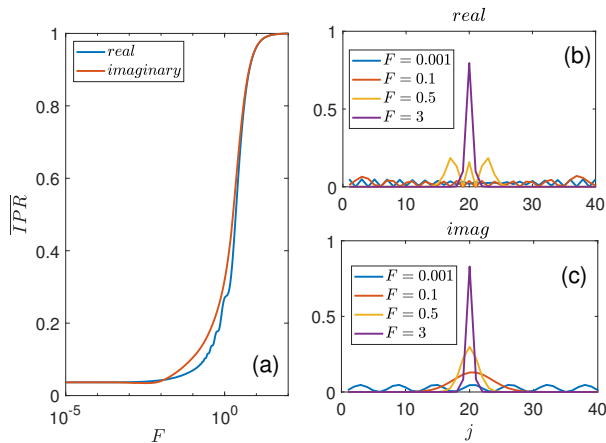 real
1
0.8
0.6
0.4
0.2
0
10^-5
10^0
F
\overline{IPR}
real
imaginary
(a)
1
0.5
0
0
10
20
30
40
F = 0.001
F = 0.1
F = 0.5
F = 3
(b)
imag
1
0.5
0
0
10
20
30
40
j
F = 0.001
F = 0.1
F = 0.5
F = 3
(c)